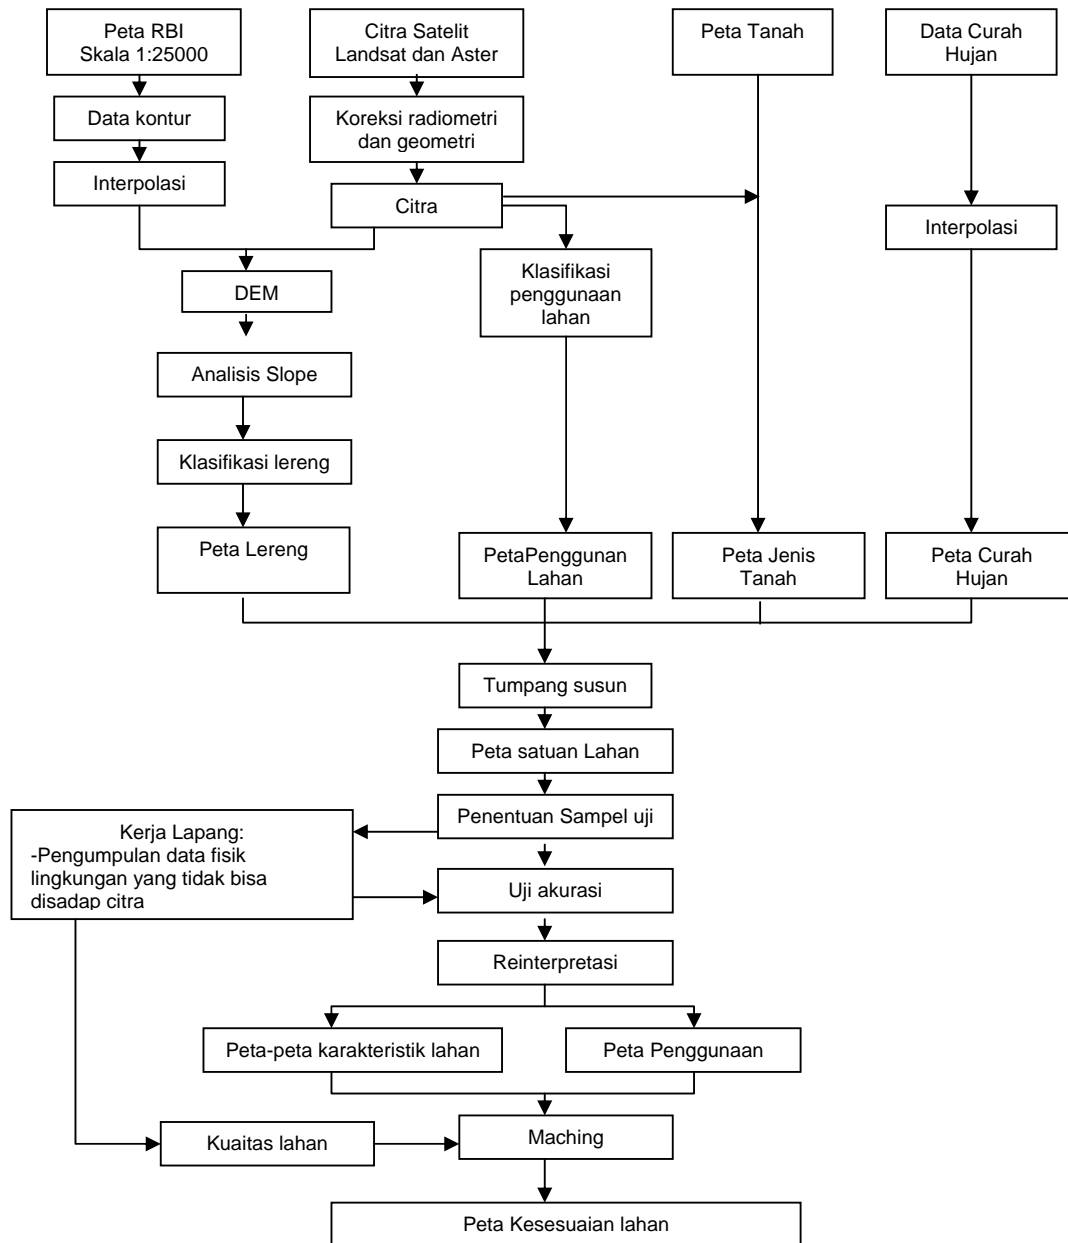 Peta RBI
Skala 1:25000
Citra Satelit
Landsat dan Aster
Peta Tanah
Data Curah
Hujan
Data kontur
Koreksi radiometri
dan geometri
Interpolasi
Citra
Interpolasi
Klasifikasi
penggunaan
lahan
DEM
Analisis Slope
Klasifikasi lereng
Peta Lereng
PetaPenggunan
Lahan
Peta Jenis
Tanah
Peta Curah
Hujan
Tumpang susun
Peta satuan Lahan
Penentuan Sampel uji
Kerja Lapang:
-Pengumpulan data fisik
lingkungan yang tidak bisa
disadap citra
Uji akurasi
Reinterpretasi
Peta-peta karakteristik lahan
Peta Penggunaan
Kuaitas lahan
Maching
Peta Kesesuaian lahan